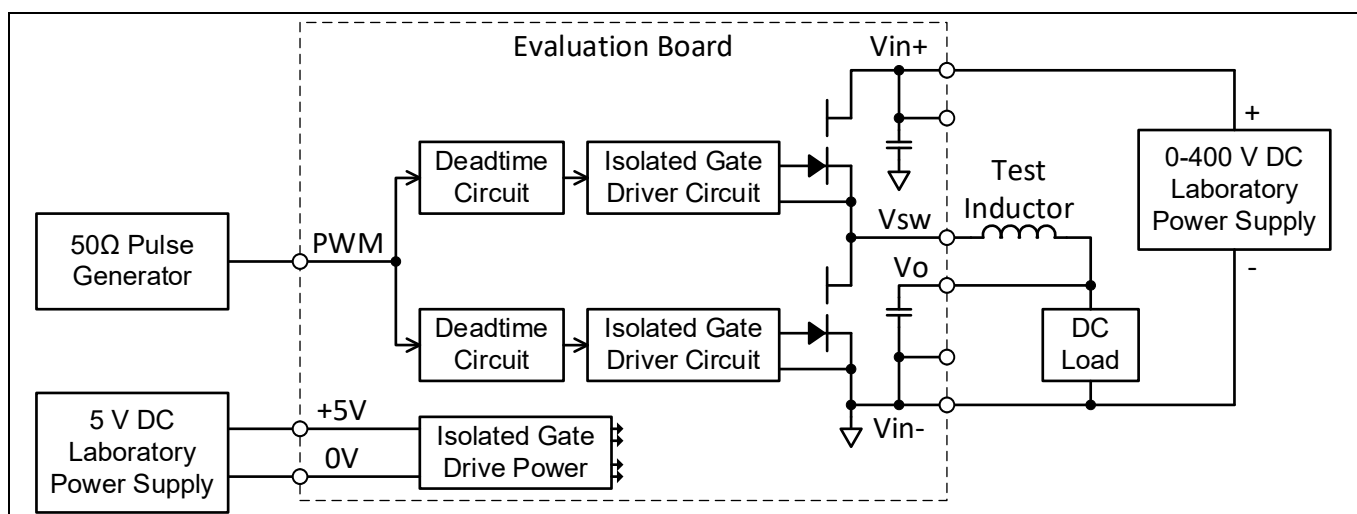 Evaluation Board
Vin+
Deadtime
Circuit
Isolated Gate
Driver Circuit
+
0-400 V DC
Laboratory
Power Supply
-
Test
Inductor
Vsw
50Ω Pulse
Generator
PWM
Vo
Deadtime
Circuit
Isolated Gate
Driver Circuit
DC
Load
Vin-
5 V DC
Laboratory
Power Supply
+5V
0V
Isolated Gate
Drive Power